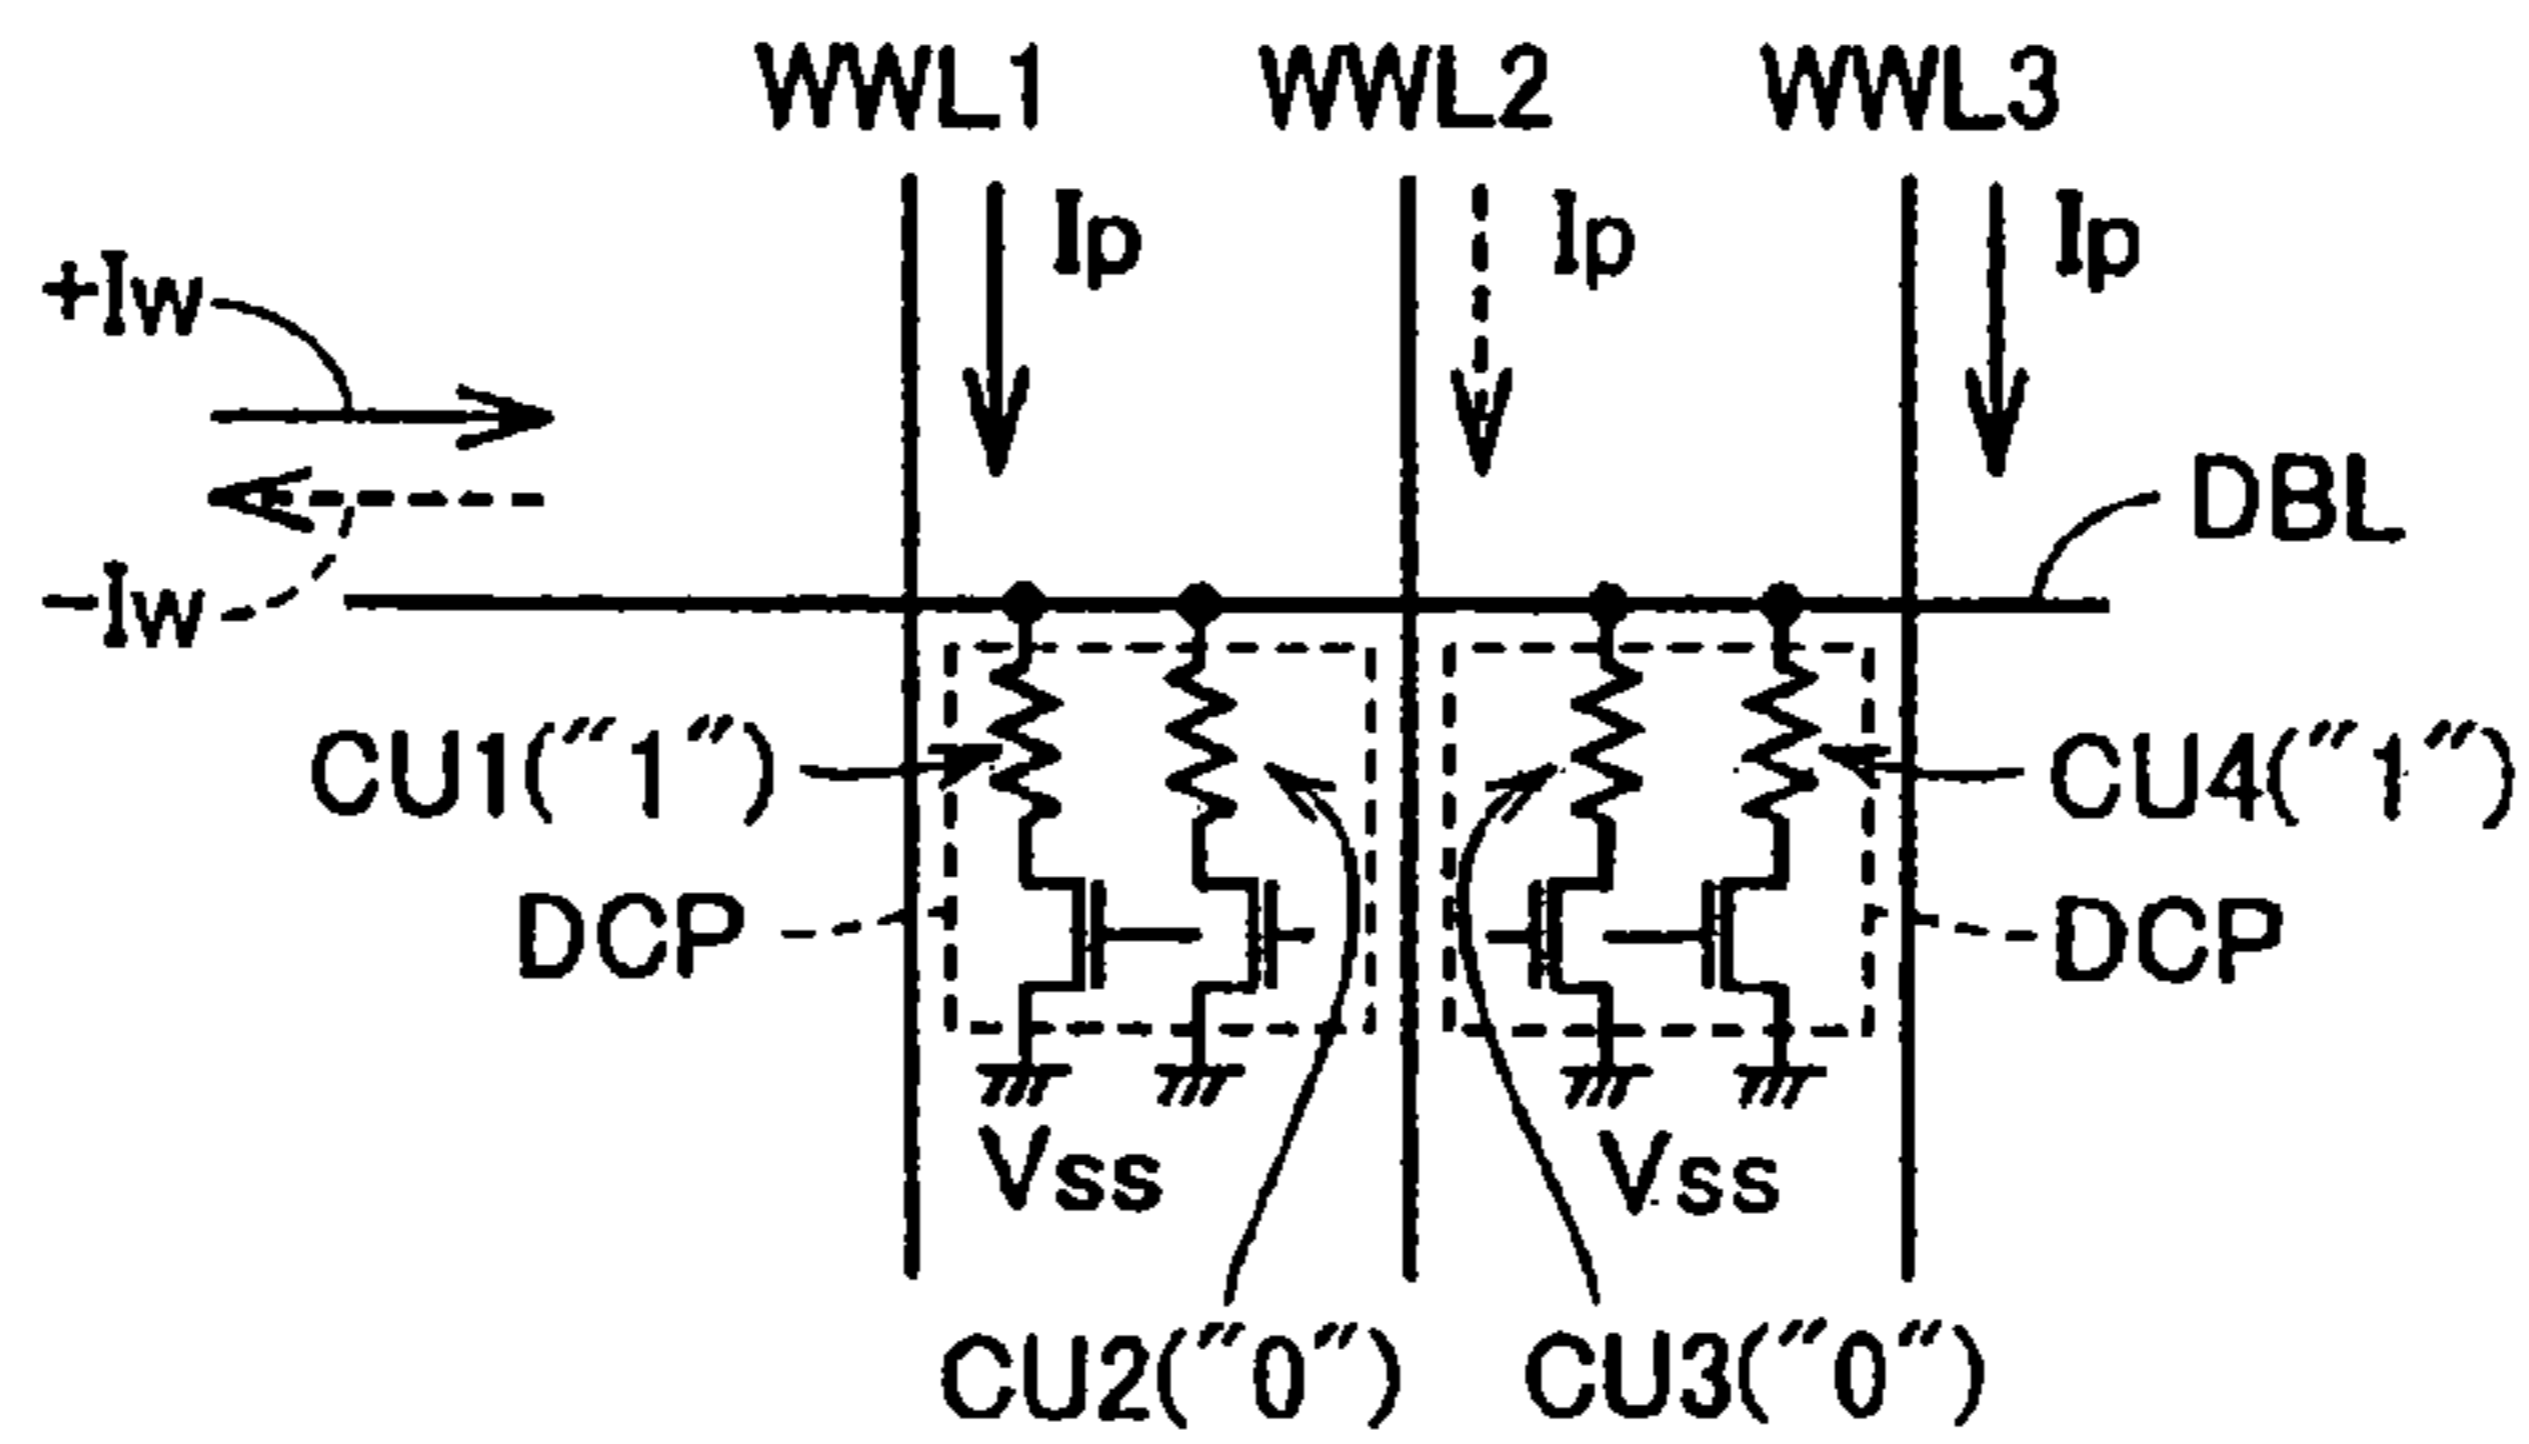 WWL1 WWL2 WWL3
Ip Ip Ip
+Iw
DBL
-Iw
CU1("1") CU4("1")
DCP DCP
Vss Vss
CU2("0") CU3("0")